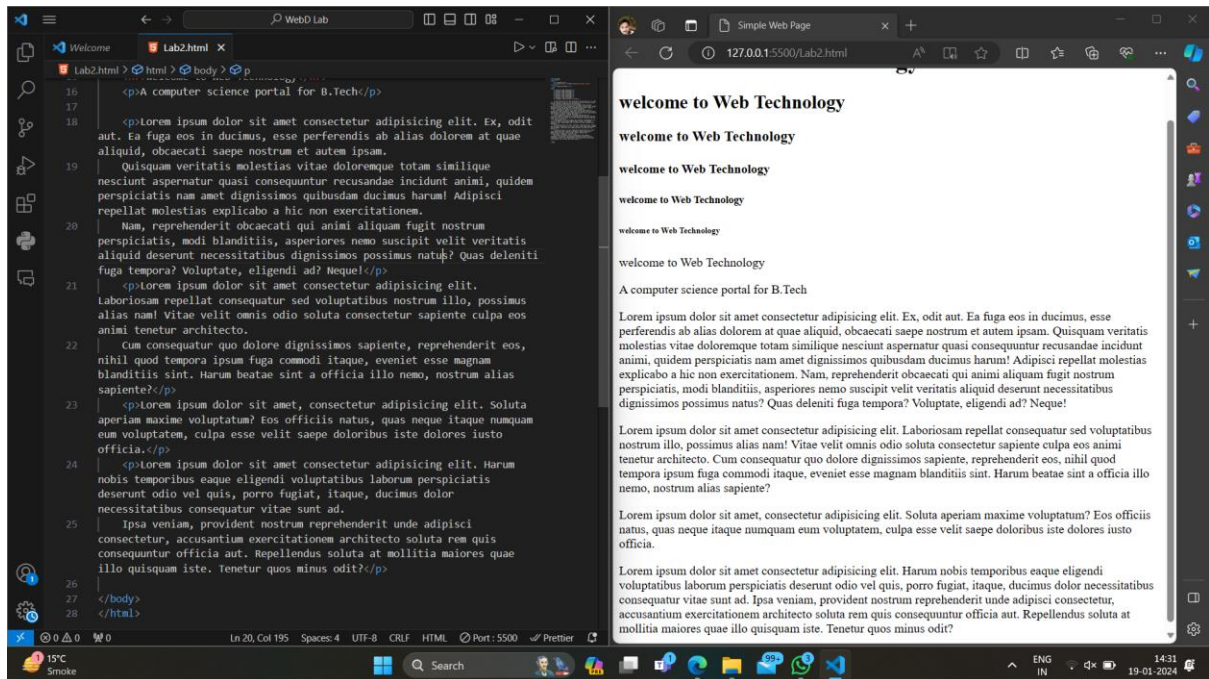 WebD Lab
Welcome
Lab2.html
Lab2.html > html > body > p
16 <p>A computer science portal for B.Tech</p>
17
18 <p>Lorem ipsum dolor sit amet consectetur adipisicing elit. Ex, odit
aut. Ea fuga eos in ducimus, esse perferendis ab alias dolorem at quae
aliquid, obcaecati saepe nostrum et autem ipsam.
19 Quisquam veritatis molestias vitae doloremque totam similique
nesciunt aspernatur quasi consequuntur recusandae incidunt animi, quidem
perspiciatis nam amet dignissimos quibusdam ducimus harum! Adipisci
repellat molestias explicabo a hic non exercitationem.
20 Nam, reprehenderit obcaecati qui animi aliquam fugit nostrum
perspiciatis, modi blanditiis, asperiores nemo suscipit velit veritatis
aliquid deserunt necessitatibus dignissimos possimus natus? Quas deleniti
fuga tempora? Voluptate, eligendi ad? Neque!</p>
21 <p>Lorem ipsum dolor sit amet consectetur adipisicing elit.
Laboriosam repellat consequatur sed voluptatibus nostrum illo, possimus
alias nam! Vitae velit omnis odio soluta consectetur sapiente culpa eos
animi tenetur architecto.
22 Cum consequatur quo dolore dignissimos sapiente, reprehenderit eos,
nihil quod tempora ipsum fuga commodi itaque, eveniet esse magnam
blanditiis sint. Harum beatae sint a officia illo nemo, nostrum alias
sapiente?</p>
23 <p>Lorem ipsum dolor sit amet, consectetur adipisicing elit. Soluta
aperiam maxime voluptatum? Eos officiis natus, quas neque itaque numquam
eum voluptatem, culpa esse velit saepe doloribus iste dolores iusto
officia.</p>
24 <p>Lorem ipsum dolor sit amet consectetur adipisicing elit. Harum
nobis temporibus eaque eligendi voluptatibus laborum perspiciatis
deserunt odio vel quis, porro fugiat, itaque, ducimus dolor
necessitatibus consequatur vitae sunt ad.
25 Ipsa veniam, provident nostrum reprehenderit unde adipisci
consectetur, accusantium exercitationem architecto soluta rem quis
consequuntur officia aut. Repellendus soluta at mollitia maiores quae
illo quisquam iste. Tenetur quos minus odit?</p>
26
27 </body>
28 </html>
0 0 0 Ln 20, Col 195 Spaces: 4 UTF-8 CRLF HTML Port : 5500 Prettier
Simple Web Page
127.0.0.1:5500/Lab2.html
welcome to Web Technology
welcome to Web Technology
welcome to Web Technology
welcome to Web Technology
welcome to Web Technology
welcome to Web Technology
A computer science portal for B.Tech
Lorem ipsum dolor sit amet consectetur adipisicing elit. Ex, odit aut. Ea fuga eos in ducimus, esse
perferendis ab alias dolorem at quae aliquid, obcaecati saepe nostrum et autem ipsam. Quisquam veritatis
molestias vitae doloremque totam similique nesciunt aspernatur quasi consequuntur recusandae incidunt
animi, quidem perspiciatis nam amet dignissimos quibusdam ducimus harum! Adipisci repellat molestias
explicabo a hic non exercitationem. Nam, reprehenderit obcaecati qui animi aliquam fugit nostrum
perspiciatis, modi blanditiis, asperiores nemo suscipit velit veritatis aliquid deserunt necessitatibus
dignissimos possimus natus? Quas deleniti fuga tempora? Voluptate, eligendi ad? Neque!
Lorem ipsum dolor sit amet consectetur adipisicing elit. Laboriosam repellat consequatur sed voluptatibus
nostrum illo, possimus alias nam! Vitae velit omnis odio soluta consectetur sapiente culpa eos animi
tenetur architecto. Cum consequatur quo dolore dignissimos sapiente, reprehenderit eos, nihil quod
tempora ipsum fuga commodi itaque, eveniet esse magnam blanditiis sint. Harum beatae sint a officia illo
nemo, nostrum alias sapiente?
Lorem ipsum dolor sit amet, consectetur adipisicing elit. Soluta aperiam maxime voluptatum? Eos officiis
natus, quas neque itaque numquam eum voluptatem, culpa esse velit saepe doloribus iste dolores iusto
officia.
Lorem ipsum dolor sit amet consectetur adipisicing elit. Harum nobis temporibus eaque eligendi
voluptatibus laborum perspiciatis deserunt odio vel quis, porro fugiat, itaque, ducimus dolor necessitatibus
consequatur vitae sunt ad. Ipsa veniam, provident nostrum reprehenderit unde adipisci consectetur,
accusantium exercitationem architecto soluta rem quis consequuntur officia aut. Repellendus soluta at
mollitia maiores quae illo quisquam iste. Tenetur quos minus odit?
15°C
Smoke
Search
99+
ENG
IN
14:31
19-01-2024